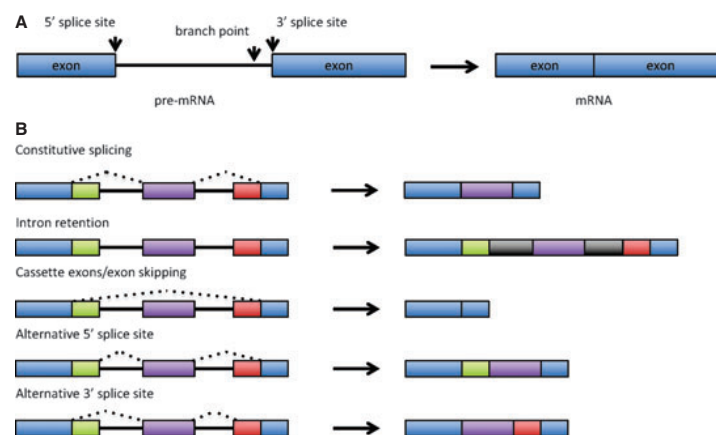 A
5' splice site
branch point
3' splice site
exon
exon
exon
exon
pre-mRNA
mRNA
B
Constitutive splicing
Intron retention
Cassette exons/exon skipping
Alternative 5' splice site
Alternative 3' splice site